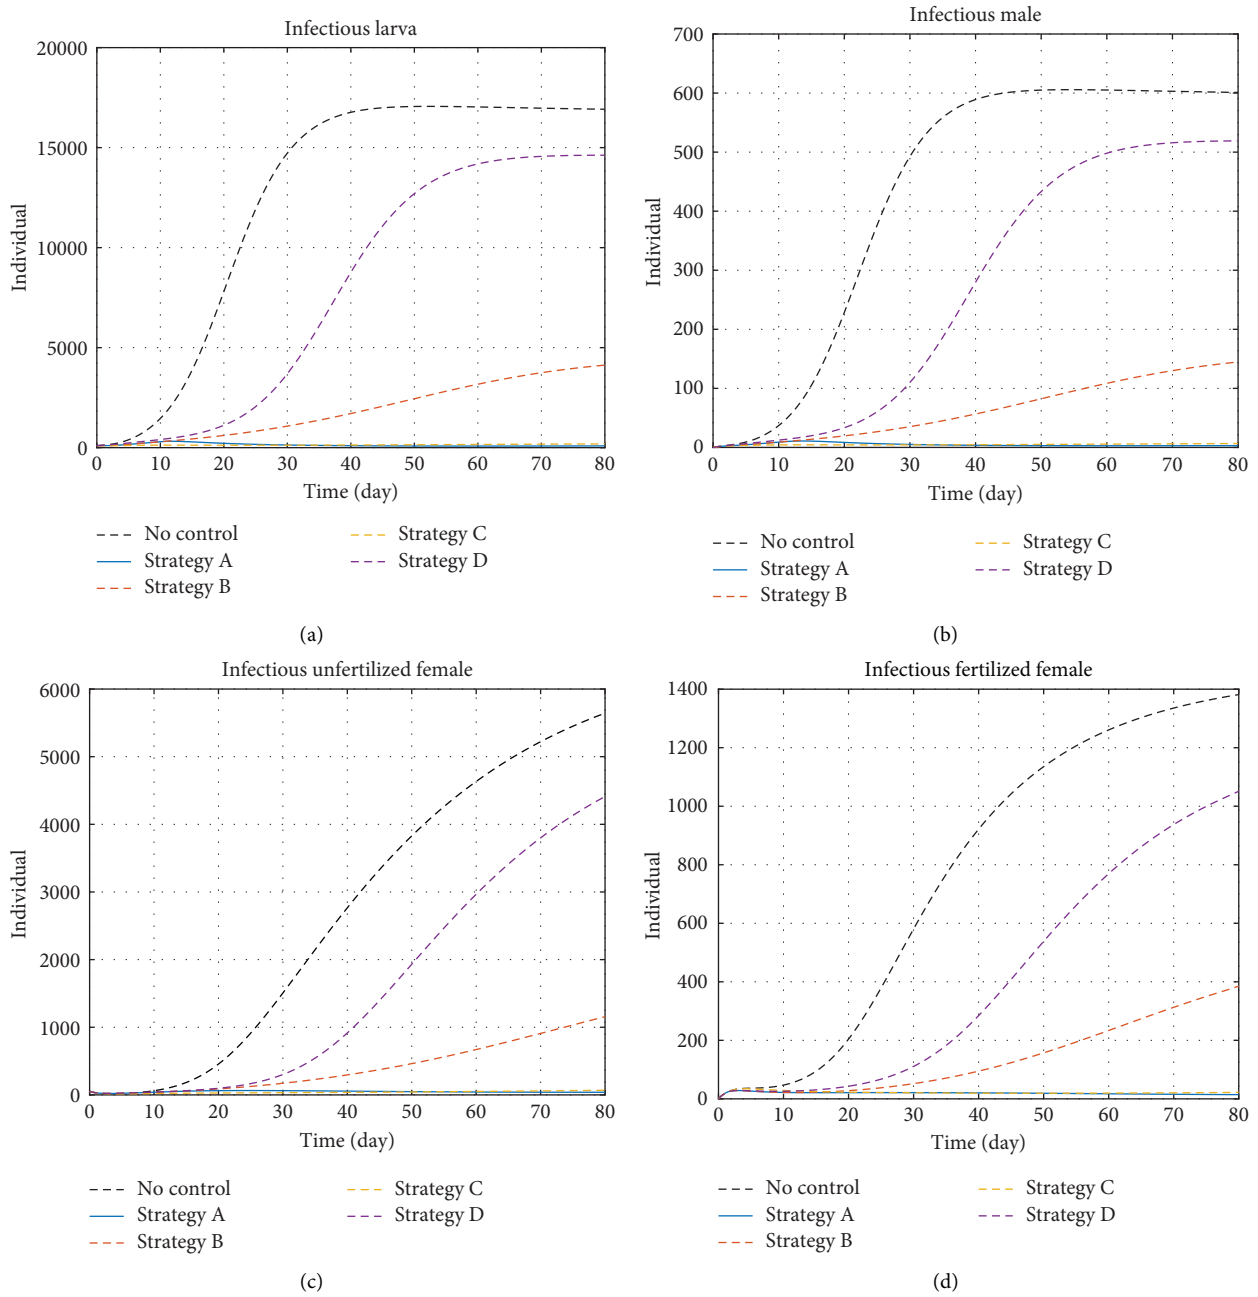 Infectious larva
20000
15000
10000
5000
0
Individual
0 10 20 30 40 50 60 70 80
Time (day)
No control
Strategy A
Strategy B
Strategy C
Strategy D
(a)
Infectious male
700
600
500
400
300
200
100
0
Individual
0 10 20 30 40 50 60 70 80
Time (day)
No control
Strategy A
Strategy B
Strategy C
Strategy D
(b)
Infectious unfertilized female
6000
5000
4000
3000
2000
1000
0
Individual
0 10 20 30 40 50 60 70 80
Time (day)
No control
Strategy A
Strategy B
Strategy C
Strategy D
(c)
Infectious fertilized female
1400
1200
1000
800
600
400
200
0
Individual
0 10 20 30 40 50 60 70 80
Time (day)
No control
Strategy A
Strategy B
Strategy C
Strategy D
(d)